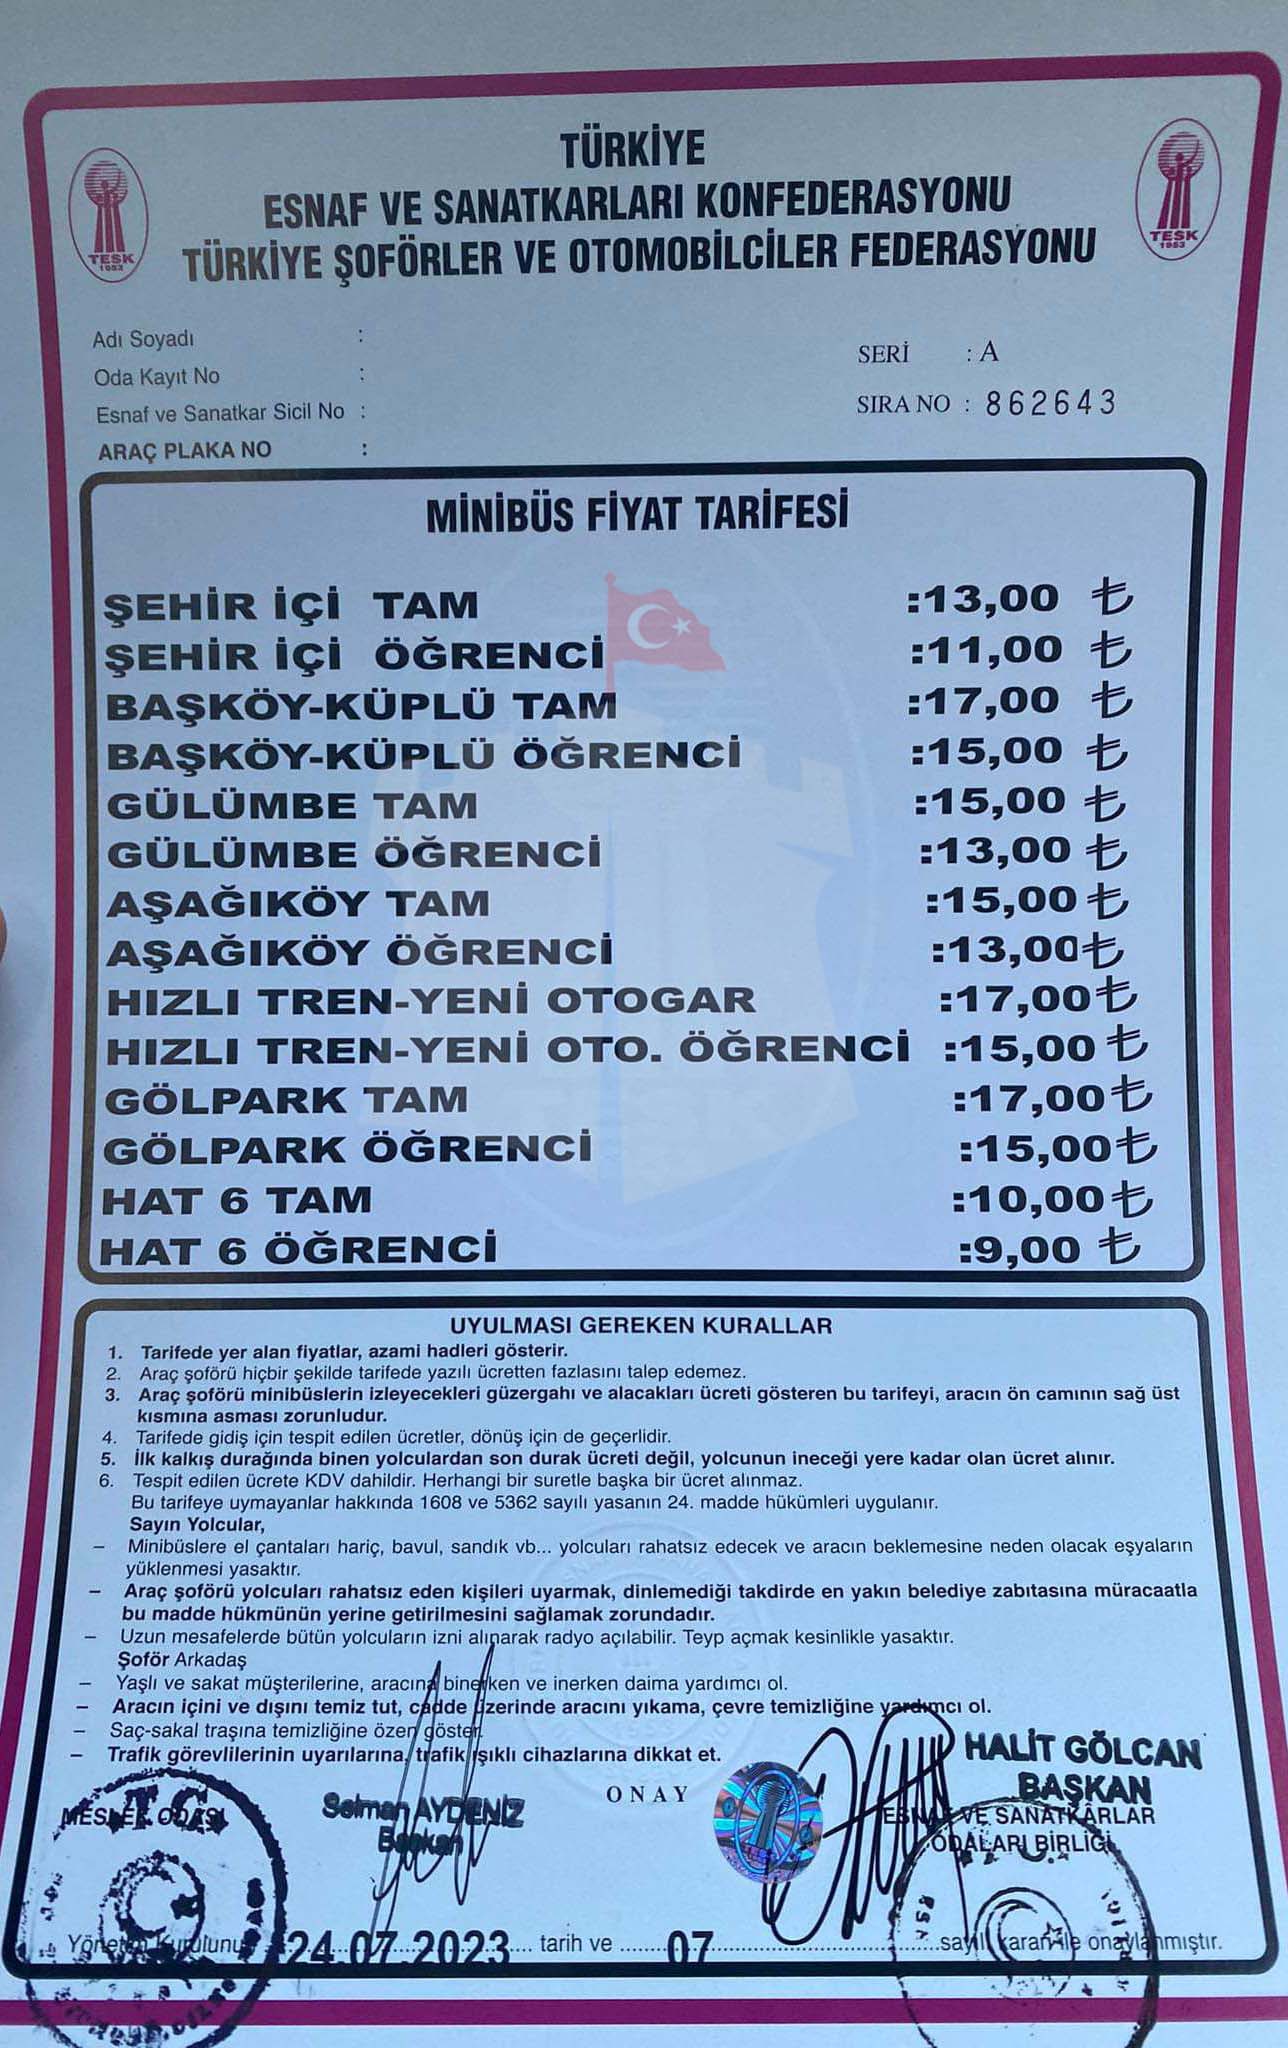 TÜRKİYE
ESNAF VE SANATKARLARI KONFEDERASYONU
TÜRKİYE ŞOFÖRLER VE OTOMOBİLCİLER FEDERASYONU
TESK
1953
TESK
1953
Adı Soyadı :
Oda Kayıt No :
Esnaf ve Sanatkar Sicil No :
ARAÇ PLAKA NO :
SERİ : A
SIRA NO : 862643
MİNİBÜS FİYAT TARİFESİ
ŞEHİR İÇİ TAM :13,00 ₺
ŞEHİR İÇİ ÖĞRENCİ :11,00 ₺
BAŞKÖY-KÜPLÜ TAM :17,00 ₺
BAŞKÖY-KÜPLÜ ÖĞRENCİ :15,00 ₺
GÜLÜMBE TAM :15,00 ₺
GÜLÜMBE ÖĞRENCİ :13,00 ₺
AŞAĞIKÖY TAM :15,00 ₺
AŞAĞIKÖY ÖĞRENCİ :13,00₺
HIZLI TREN-YENİ OTOGAR :17,00₺
HIZLI TREN-YENİ OTO. ÖĞRENCİ :15,00₺
GÖLPARK TAM :17,00₺
GÖLPARK ÖĞRENCİ :15,00₺
HAT 6 TAM :10,00₺
HAT 6 ÖĞRENCİ :9,00 ₺
UYULMASI GEREKEN KURALLAR
1. Tarifede yer alan fiyatlar, azami hadleri gösterir.
2. Araç şoförü hiçbir şekilde tarifede yazılı ücretten fazlasını talep edemez.
3. Araç şoförü minibüslerin izleyecekleri güzergahı ve alacakları ücreti gösteren bu tarifeyi, aracın ön camının sağ üst
kısmına asması zorunludur.
4. Tarifede gidiş için tespit edilen ücretler, dönüş için de geçerlidir.
5. İlk kalkış durağında binen yolculardan son durak ücreti değil, yolcunun ineceği yere kadar olan ücret alınır.
6. Tespit edilen ücrete KDV dahildir. Herhangi bir suretle başka bir ücret alınmaz.
Bu tarifeye uymayanlar hakkında 1608 ve 5362 sayılı yasanın 24. madde hükümleri uygulanır.
Sayın Yolcular,
– Minibüslere el çantaları hariç, bavul, sandık vb... yolcuları rahatsız edecek ve aracın beklemesine neden olacak eşyaların
yüklenmesi yasaktır.
– Araç şoförü yolcuları rahatsız eden kişileri uyarmak, dinlemediği takdirde en yakın belediye zabıtasına müracaatla
bu madde hükmünün yerine getirilmesini sağlamak zorundadır.
– Uzun mesafelerde bütün yolcuların izni alınarak radyo açılabilir. Teyp açmak kesinlikle yasaktır.
Şoför Arkadaş
– Yaşlı ve sakat müşterilerine, aracına binerken ve inerken daima yardımcı ol.
– Aracın içini ve dışını temiz tut, cadde üzerinde aracını yıkama, çevre temizliğine yardımcı ol.
– Saç-sakal traşına temizliğine özen göster.
– Trafik görevlilerinin uyarılarına, trafik ışıklı cihazlarına dikkat et.
ONAY
HALİT GÖLCAN
BAŞKAN
MESLEK ODASI
Selman AYDENİZ
Başkan
ESNAF VE SANATKÂRLAR
ODALARI BİRLİĞİ
T.C.
Yönetim Kurulunun 24.07.2023 tarih ve 07 sayılı kararı ile onaylanmıştır.